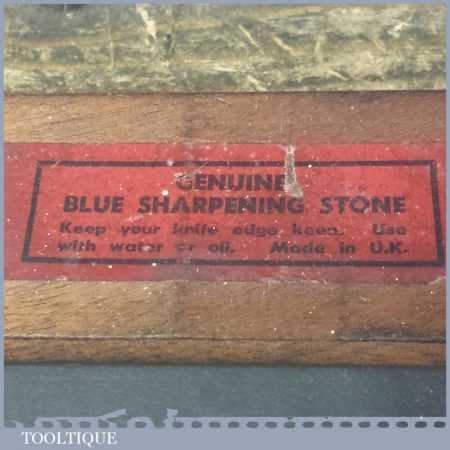 GENUINE
BLUE SHARPENING STONE
Keep your knife edge keen. Use
with water or oil. Made in U.K.
TOOLTIQUE